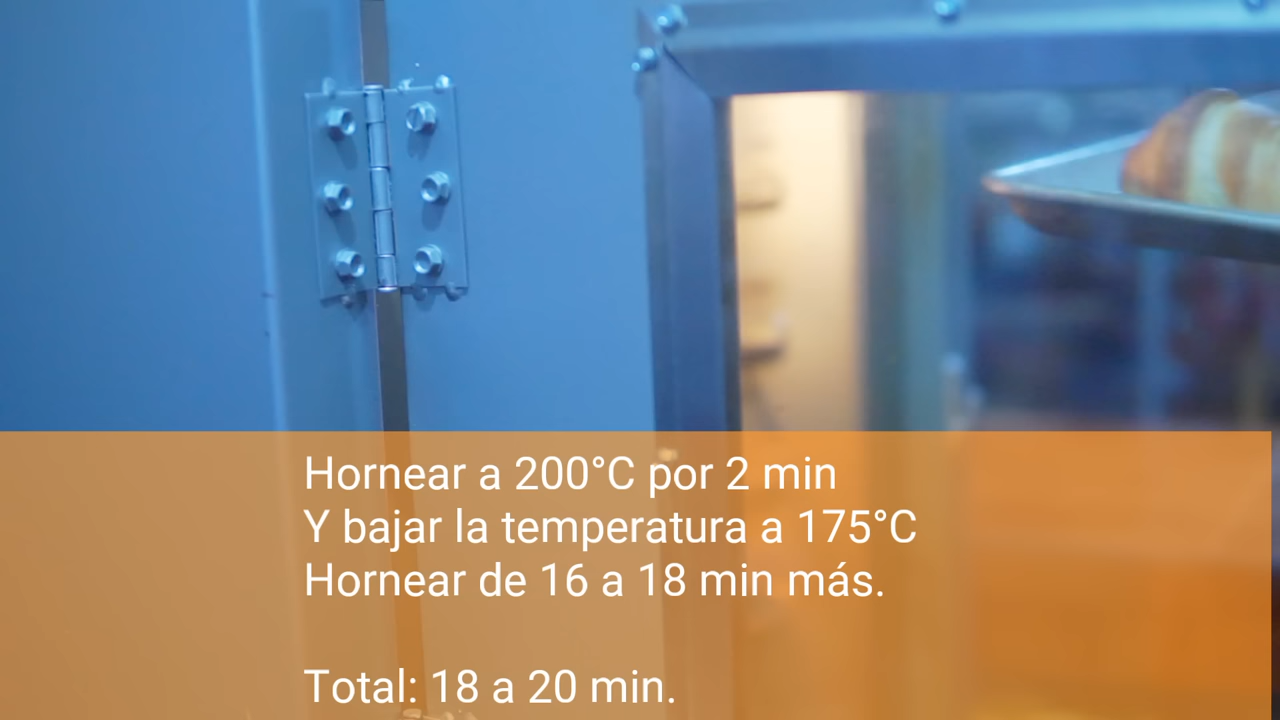 Hornear a 200°C por 2 min
Y bajar la temperatura a 175°C
Hornear de 16 a 18 min más.
Total: 18 a 20 min.